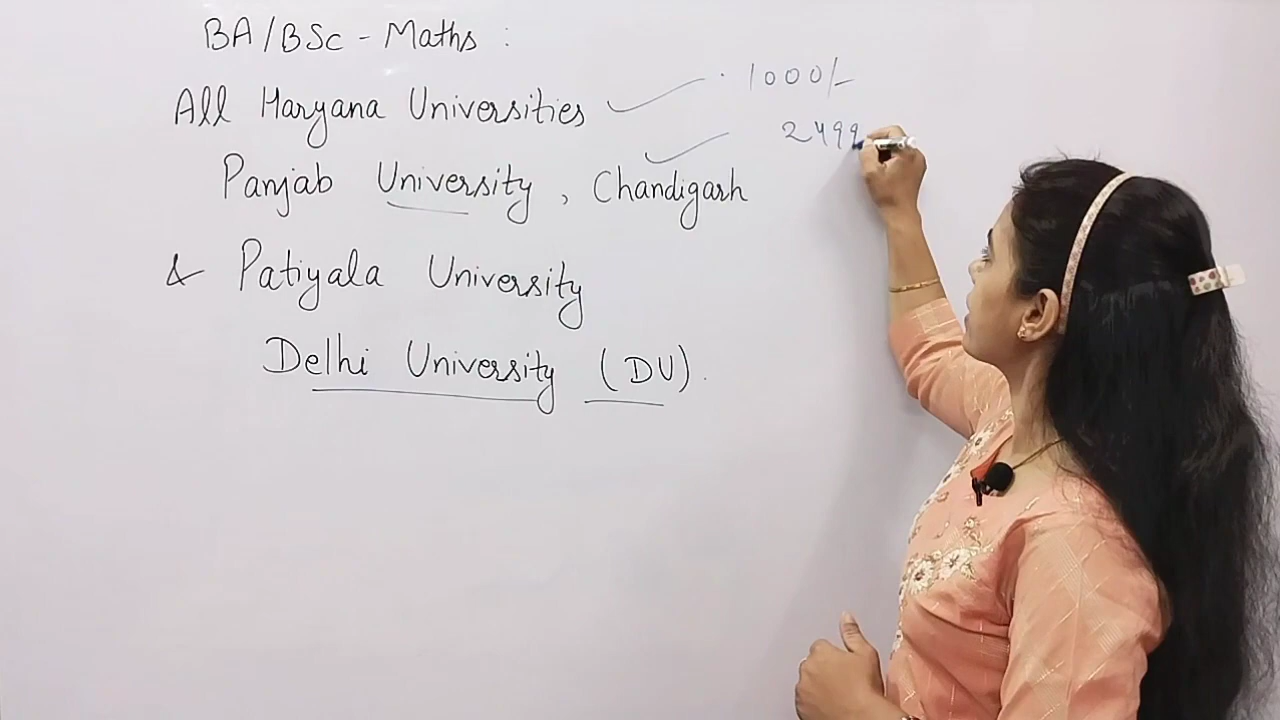 BA/BSc - Maths :
All Haryana Universities 1000/-
2499
Panjab University, Chandigarh
& Patiyala University
Delhi University (DU).